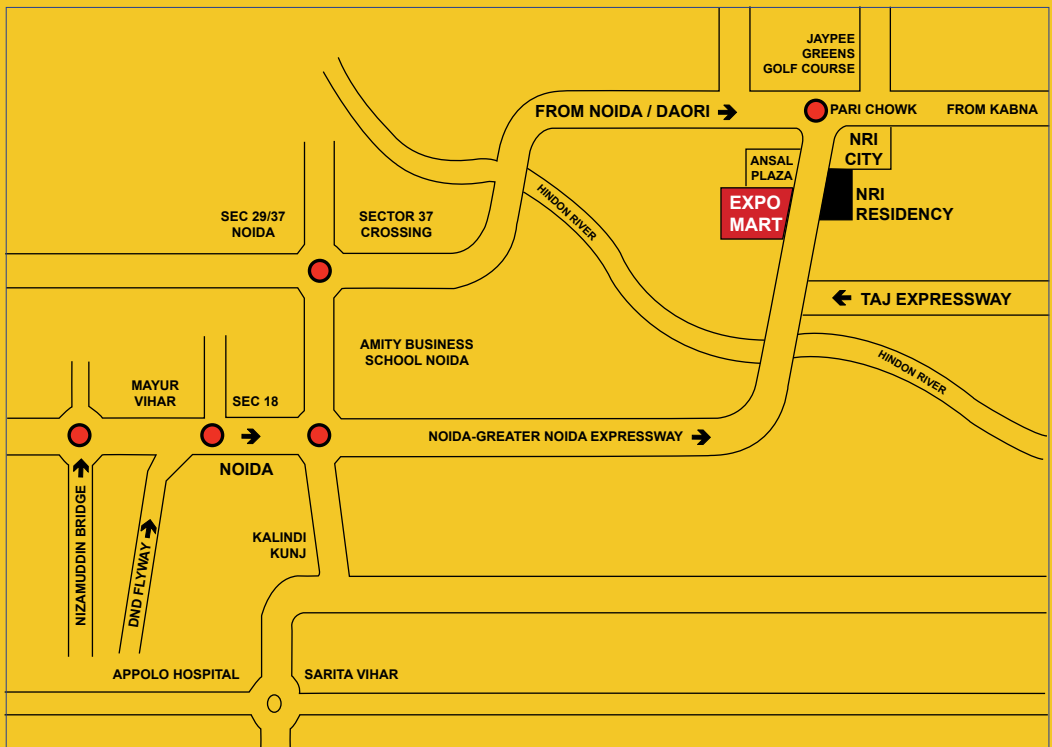 JAYPEE
GREENS
GOLF COURSE
FROM NOIDA / DAORI
PARI CHOWK
FROM KABNA
NRI
CITY
ANSAL
PLAZA
EXPO
MART
NRI
RESIDENCY
HINDON RIVER
SEC 29/37
NOIDA
SECTOR 37
CROSSING
TAJ EXPRESSWAY
AMITY BUSINESS
SCHOOL NOIDA
HINDON RIVER
MAYUR
VIHAR
SEC 18
NOIDA-GREATER NOIDA EXPRESSWAY
NOIDA
NIZAMUDDIN BRIDGE
DND FLYWAY
KALINDI
KUNJ
APPOLO HOSPITAL
SARITA VIHAR